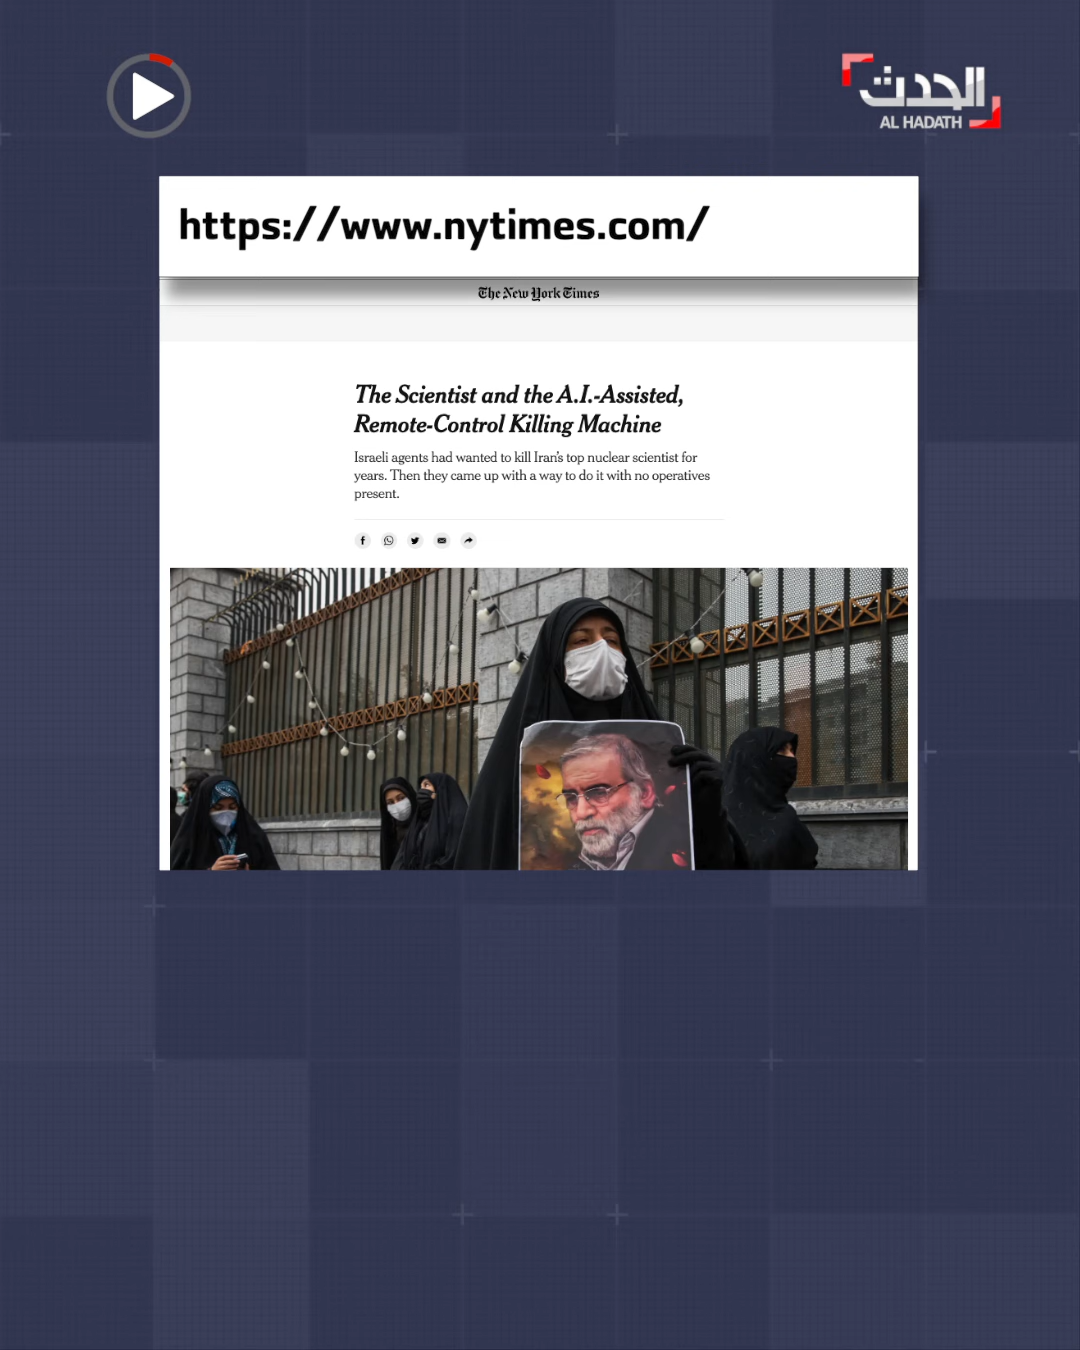 الحدث
AL HADATH
https://www.nytimes.com/
The New York Times
The Scientist and the A.I.-Assisted,
Remote-Control Killing Machine
Israeli agents had wanted to kill Iran's top nuclear scientist for
years. Then they came up with a way to do it with no operatives
present.